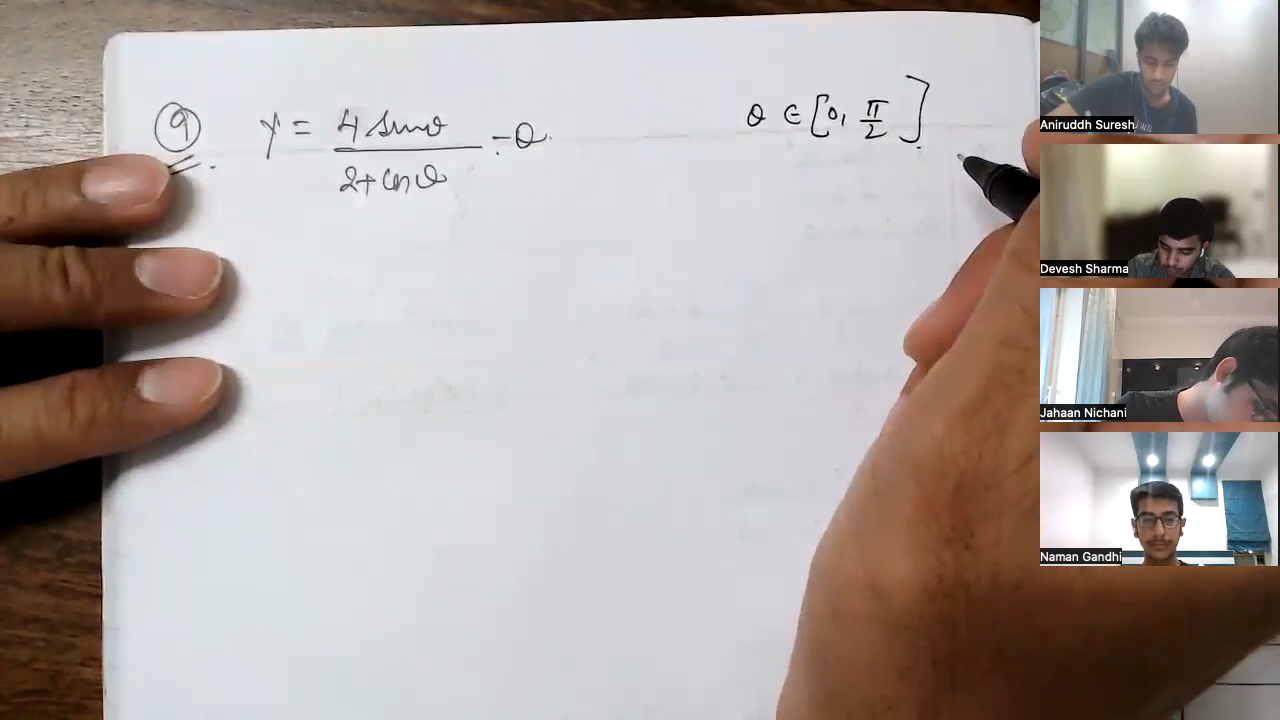 9 y = 4 sinθ / 2 + cosθ - θ. θ ∈ [0, π/2].
Aniruddh Suresh
Devesh Sharma
Jahaan Nichani
Naman Gandhi